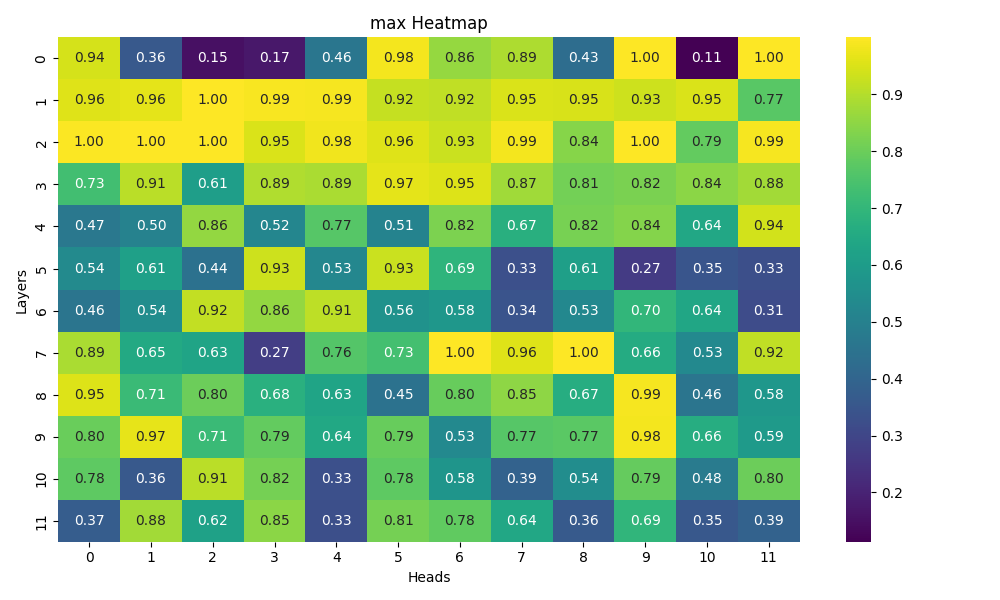 max Heatmap
0 0.94 0.36 0.15 0.17 0.46 0.98 0.86 0.89 0.43 1.00 0.11 1.00
1 0.96 0.96 1.00 0.99 0.99 0.92 0.92 0.95 0.95 0.93 0.95 0.77
2 1.00 1.00 1.00 0.95 0.98 0.96 0.93 0.99 0.84 1.00 0.79 0.99
3 0.73 0.91 0.61 0.89 0.89 0.97 0.95 0.87 0.81 0.82 0.84 0.88
4 0.47 0.50 0.86 0.52 0.77 0.51 0.82 0.67 0.82 0.84 0.64 0.94
5 0.54 0.61 0.44 0.93 0.53 0.93 0.69 0.33 0.61 0.27 0.35 0.33
6 0.46 0.54 0.92 0.86 0.91 0.56 0.58 0.34 0.53 0.70 0.64 0.31
7 0.89 0.65 0.63 0.27 0.76 0.73 1.00 0.96 1.00 0.66 0.53 0.92
8 0.95 0.71 0.80 0.68 0.63 0.45 0.80 0.85 0.67 0.99 0.46 0.58
9 0.80 0.97 0.71 0.79 0.64 0.79 0.53 0.77 0.77 0.98 0.66 0.59
10 0.78 0.36 0.91 0.82 0.33 0.78 0.58 0.39 0.54 0.79 0.48 0.80
11 0.37 0.88 0.62 0.85 0.33 0.81 0.78 0.64 0.36 0.69 0.35 0.39
0 1 2 3 4 5 6 7 8 9 10 11
Heads
Layers
0.9
0.8
0.7
0.6
0.5
0.4
0.3
0.2